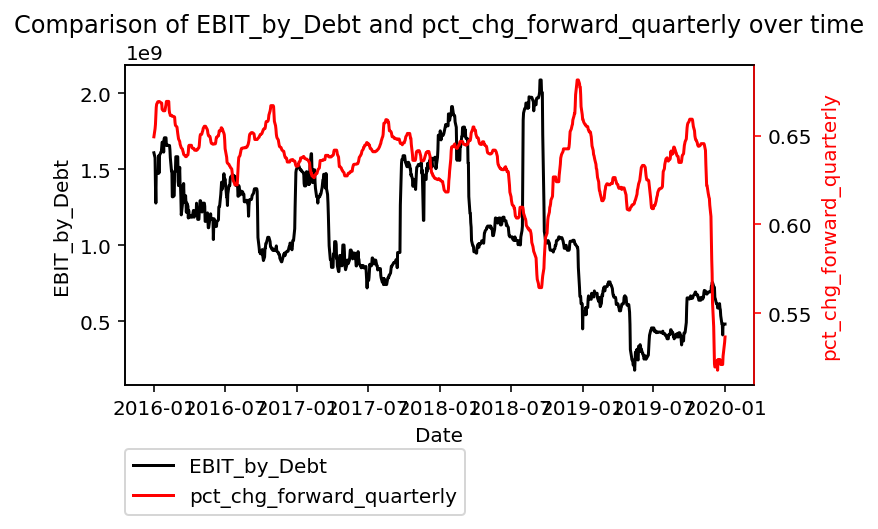 Comparison of EBIT_by_Debt and pct_chg_forward_quarterly over time
1e9
2.0
1.5
1.0
0.5
EBIT_by_Debt
0.65
0.60
0.55
pct_chg_forward_quarterly
2016-01 2016-07 2017-01 2017-07 2018-01 2018-07 2019-01 2019-07 2020-01
Date
EBIT_by_Debt
pct_chg_forward_quarterly